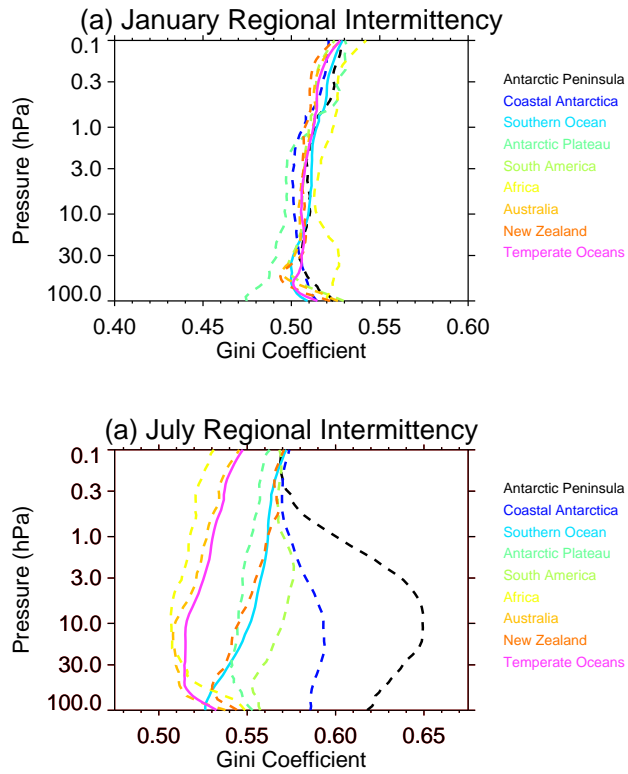 (a) January Regional Intermittency
0.1
0.3
1.0
3.0
10.0
30.0
100.0
Pressure (hPa)
0.40 0.45 0.50 0.55 0.60
Gini Coefficient
Antarctic Peninsula
Coastal Antarctica
Southern Ocean
Antarctic Plateau
South America
Africa
Australia
New Zealand
Temperate Oceans
(a) July Regional Intermittency
0.1
0.3
1.0
3.0
10.0
30.0
100.0
Pressure (hPa)
0.50 0.55 0.60 0.65
Gini Coefficient
Antarctic Peninsula
Coastal Antarctica
Southern Ocean
Antarctic Plateau
South America
Africa
Australia
New Zealand
Temperate Oceans